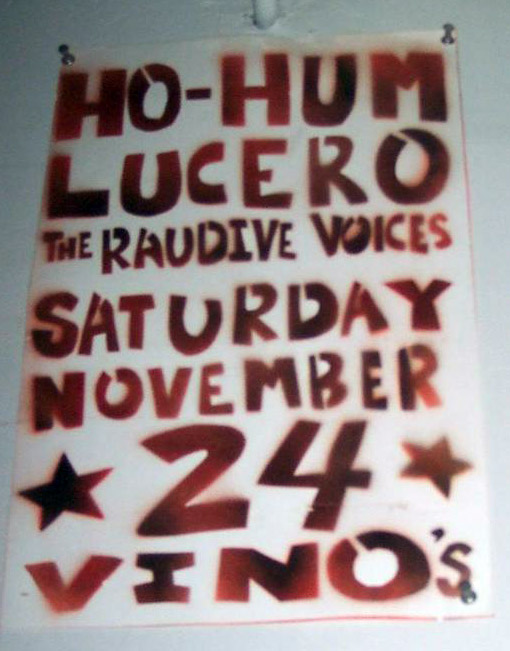 HO-HUM
LUCERO
THE RAUDIVE VOICES
SATURDAY
NOVEMBER
24
VINO'S